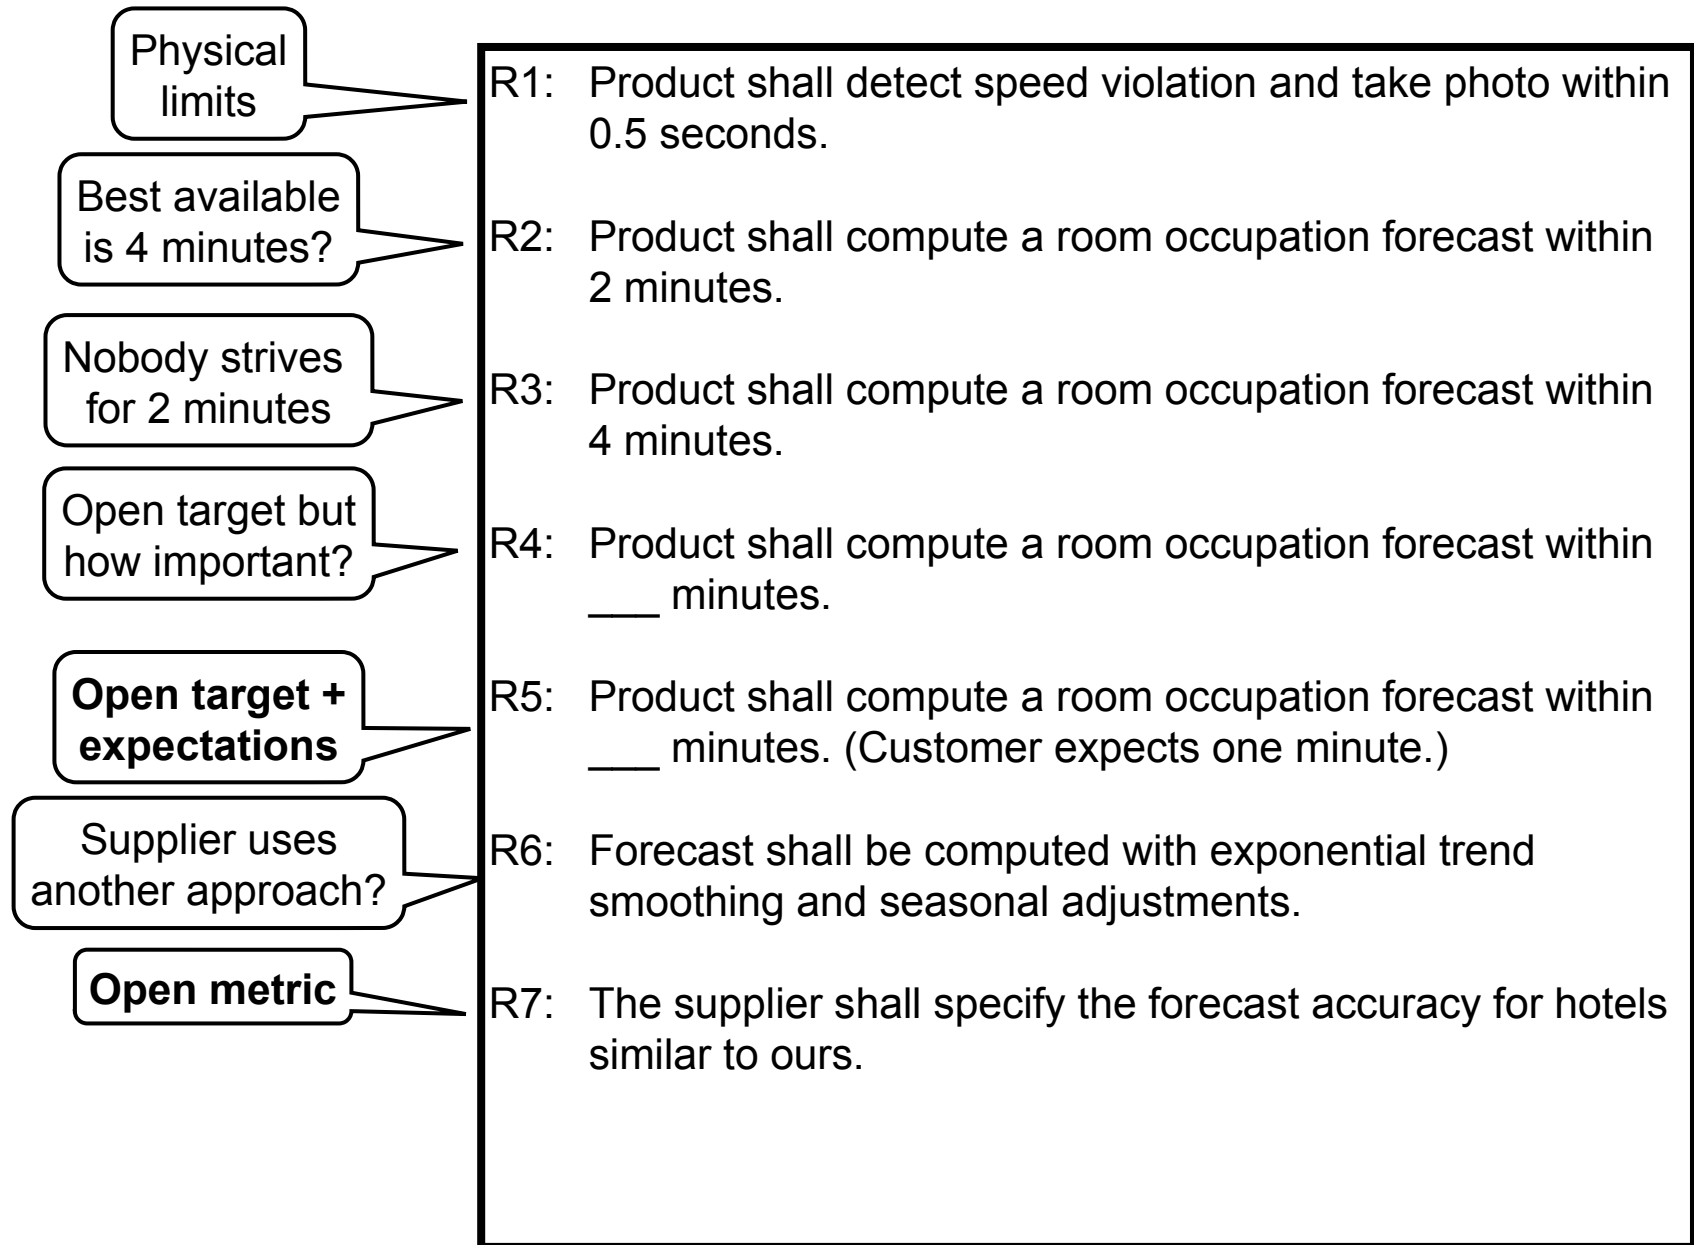 Physical
limits
R1: Product shall detect speed violation and take photo within
0.5 seconds.
Best available
is 4 minutes?
R2: Product shall compute a room occupation forecast within
2 minutes.
Nobody strives
for 2 minutes
R3: Product shall compute a room occupation forecast within
4 minutes.
Open target but
how important?
R4: Product shall compute a room occupation forecast within
___ minutes.
Open target +
expectations
R5: Product shall compute a room occupation forecast within
___ minutes. (Customer expects one minute.)
Supplier uses
another approach?
R6: Forecast shall be computed with exponential trend
smoothing and seasonal adjustments.
Open metric
R7: The supplier shall specify the forecast accuracy for hotels
similar to ours.